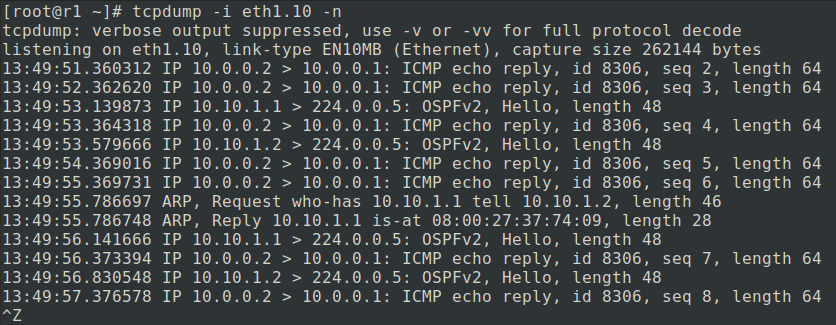 [root@r1 ~]# tcpdump -i eth1.10 -n
tcpdump: verbose output suppressed, use -v or -vv for full protocol decode
listening on eth1.10, link-type EN10MB (Ethernet), capture size 262144 bytes
13:49:51.360312 IP 10.0.0.2 > 10.0.0.1: ICMP echo reply, id 8306, seq 2, length 64
13:49:52.362620 IP 10.0.0.2 > 10.0.0.1: ICMP echo reply, id 8306, seq 3, length 64
13:49:53.139873 IP 10.10.1.1 > 224.0.0.5: OSPFv2, Hello, length 48
13:49:53.364318 IP 10.0.0.2 > 10.0.0.1: ICMP echo reply, id 8306, seq 4, length 64
13:49:53.579666 IP 10.10.1.2 > 224.0.0.5: OSPFv2, Hello, length 48
13:49:54.369016 IP 10.0.0.2 > 10.0.0.1: ICMP echo reply, id 8306, seq 5, length 64
13:49:55.369731 IP 10.0.0.2 > 10.0.0.1: ICMP echo reply, id 8306, seq 6, length 64
13:49:55.786697 ARP, Request who-has 10.10.1.1 tell 10.10.1.2, length 46
13:49:55.786748 ARP, Reply 10.10.1.1 is-at 08:00:27:37:74:09, length 28
13:49:56.141666 IP 10.10.1.1 > 224.0.0.5: OSPFv2, Hello, length 48
13:49:56.373394 IP 10.0.0.2 > 10.0.0.1: ICMP echo reply, id 8306, seq 7, length 64
13:49:56.830548 IP 10.10.1.2 > 224.0.0.5: OSPFv2, Hello, length 48
13:49:57.376578 IP 10.0.0.2 > 10.0.0.1: ICMP echo reply, id 8306, seq 8, length 64
^Z